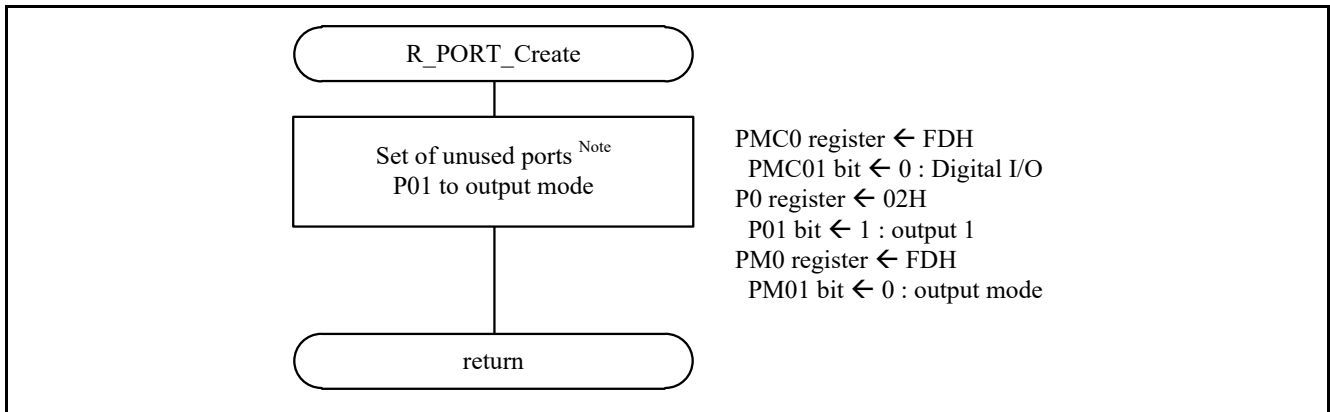 R_PORT_Create
Set of unused ports Note
P01 to output mode
PMC0 register ← FDH
PMC01 bit ← 0 : Digital I/O
P0 register ← 02H
P01 bit ← 1 : output 1
PM0 register ← FDH
PM01 bit ← 0 : output mode
return